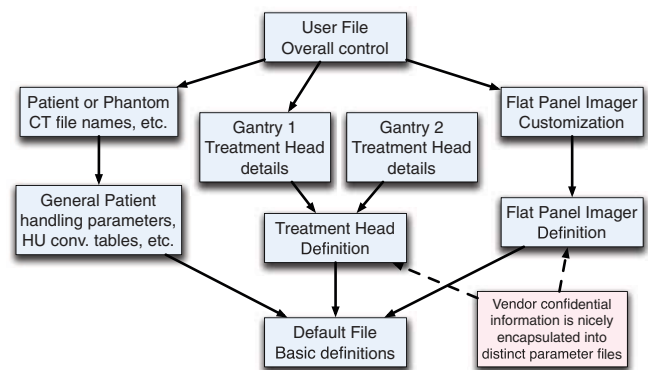 User File
Overall control
Patient or Phantom
CT file names, etc.
Gantry 1
Treatment Head
details
Gantry 2
Treatment Head
details
Flat Panel Imager
Customization
General Patient
handling parameters,
HU conv. tables, etc.
Treatment Head
Definition
Flat Panel Imager
Definition
Default File
Basic definitions
Vendor confidential
information is nicely
encapsulated into
distinct parameter files